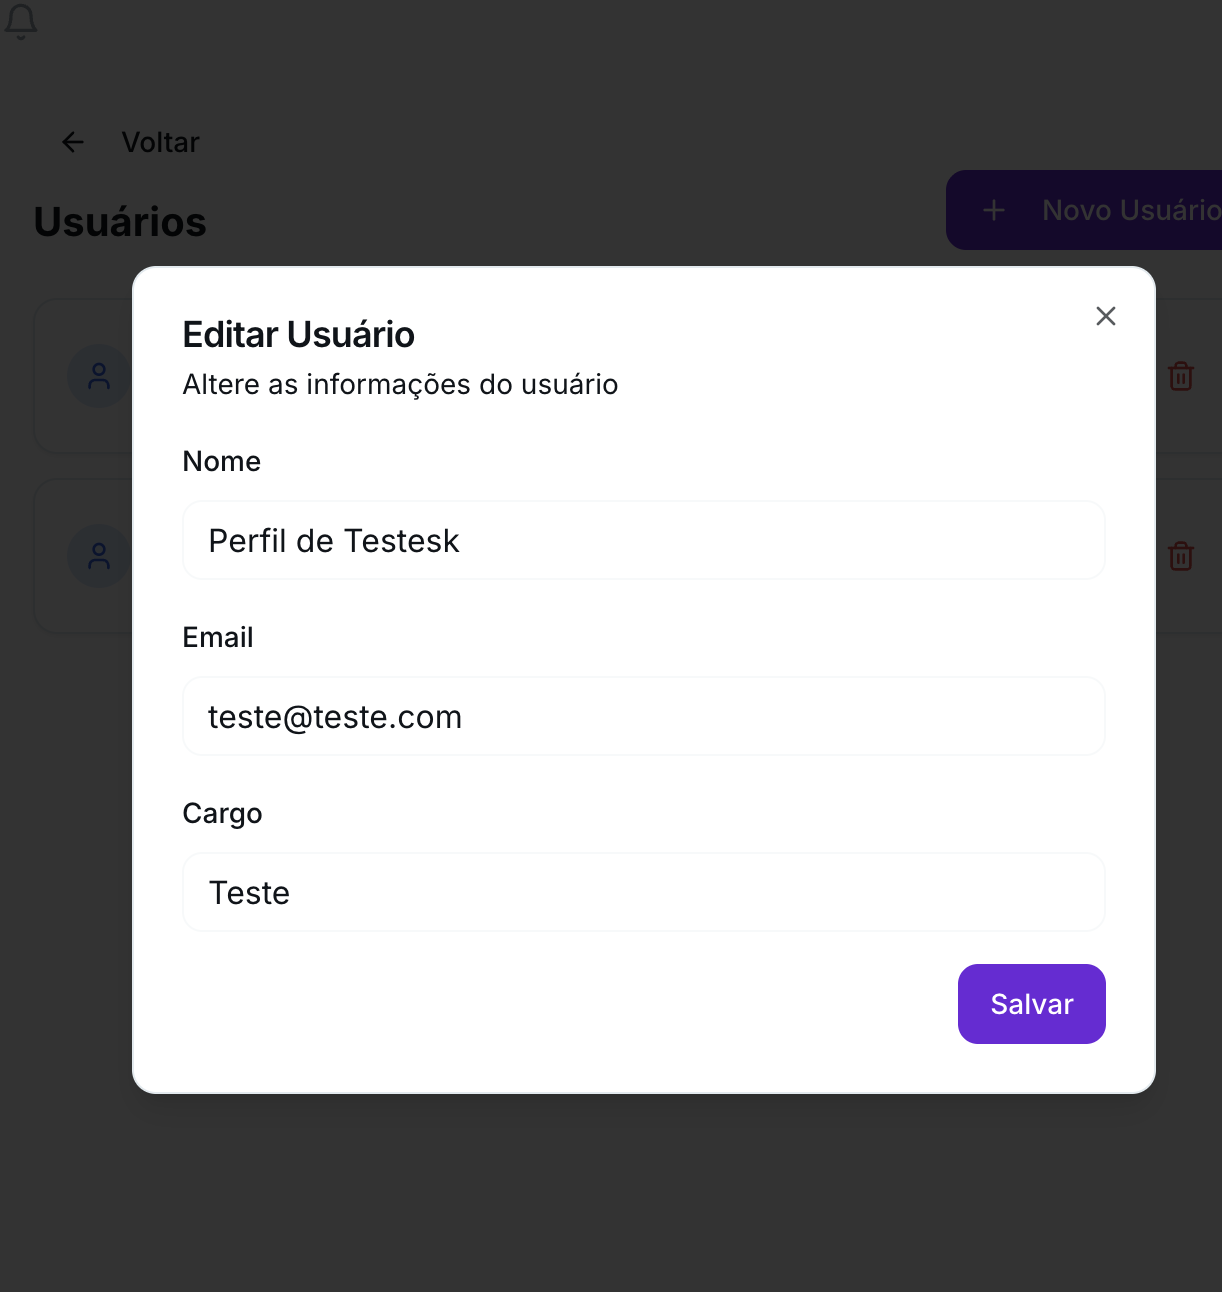 Voltar
Usuários
Novo Usuário
Editar Usuário
Altere as informações do usuário
Nome
Perfil de Testesk
Email
teste@teste.com
Cargo
Teste
Salvar